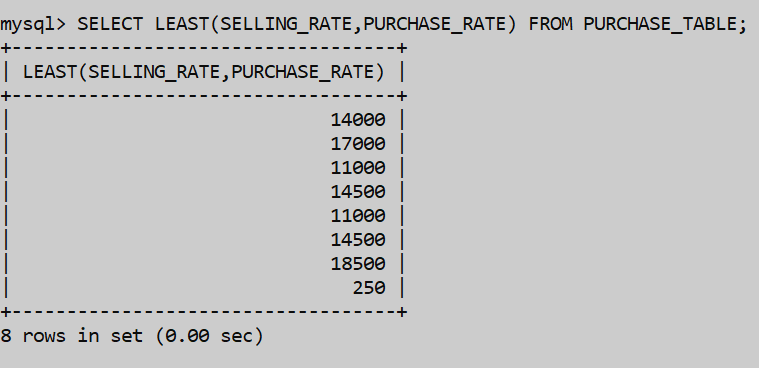 mysql> SELECT LEAST(SELLING_RATE,PURCHASE_RATE) FROM PURCHASE_TABLE;
+-----------------------------------+
| LEAST(SELLING_RATE,PURCHASE_RATE) |
+-----------------------------------+
|                             14000 |
|                             17000 |
|                             11000 |
|                             14500 |
|                             11000 |
|                             14500 |
|                             18500 |
|                               250 |
+-----------------------------------+
8 rows in set (0.00 sec)